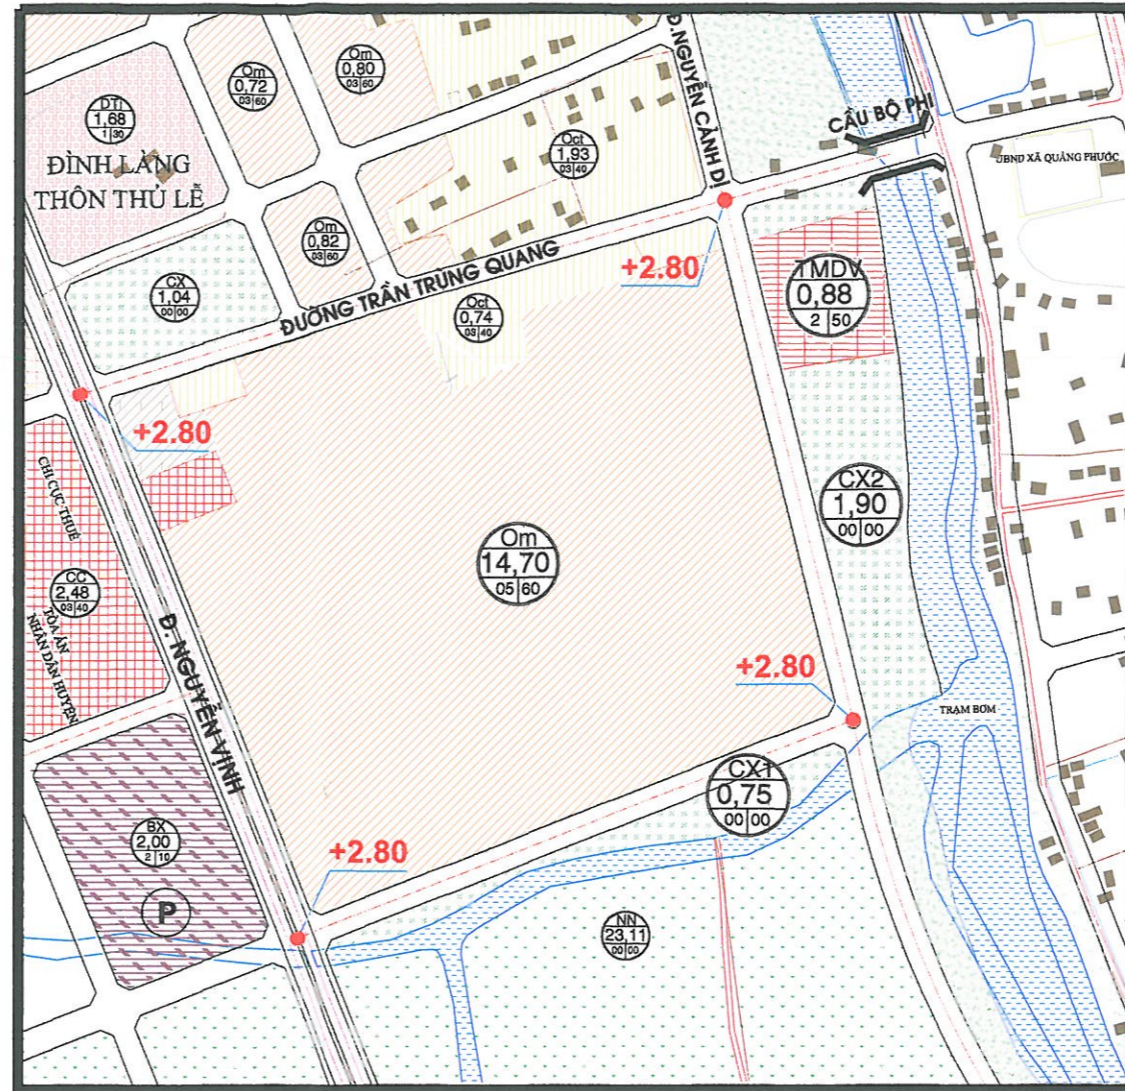 Om
0,72
03 60
Om
0,80
03 60
Đ.NGUYỄN CẢNH DỊ
CẦU BỘ PHI
DTI
1,68
1 30
ĐÌNH LÀNG
THÔN THỦ LỄ
Oct
1,93
03 40
UBND XÃ QUẢNG PHƯỚC
Om
0,82
03 60
ĐƯỜNG TRẦN TRUNG QUANG
+2.80
TMDV
0,88
2 50
CX
1,04
00 00
Oct
0,74
03 40
+2.80
CHI CỤC THUẾ
CX2
1,90
00 00
Om
14,70
05 60
CC
2,48
03 40
TÒA ÁN
NHÂN DÂN HUYỆN
Đ. NGUYỄN VỊNH
+2.80
TRẠM BƠM
CX1
0,75
00 00
BX
2,00
2 10
P
+2.80
NN
23,11
00 00